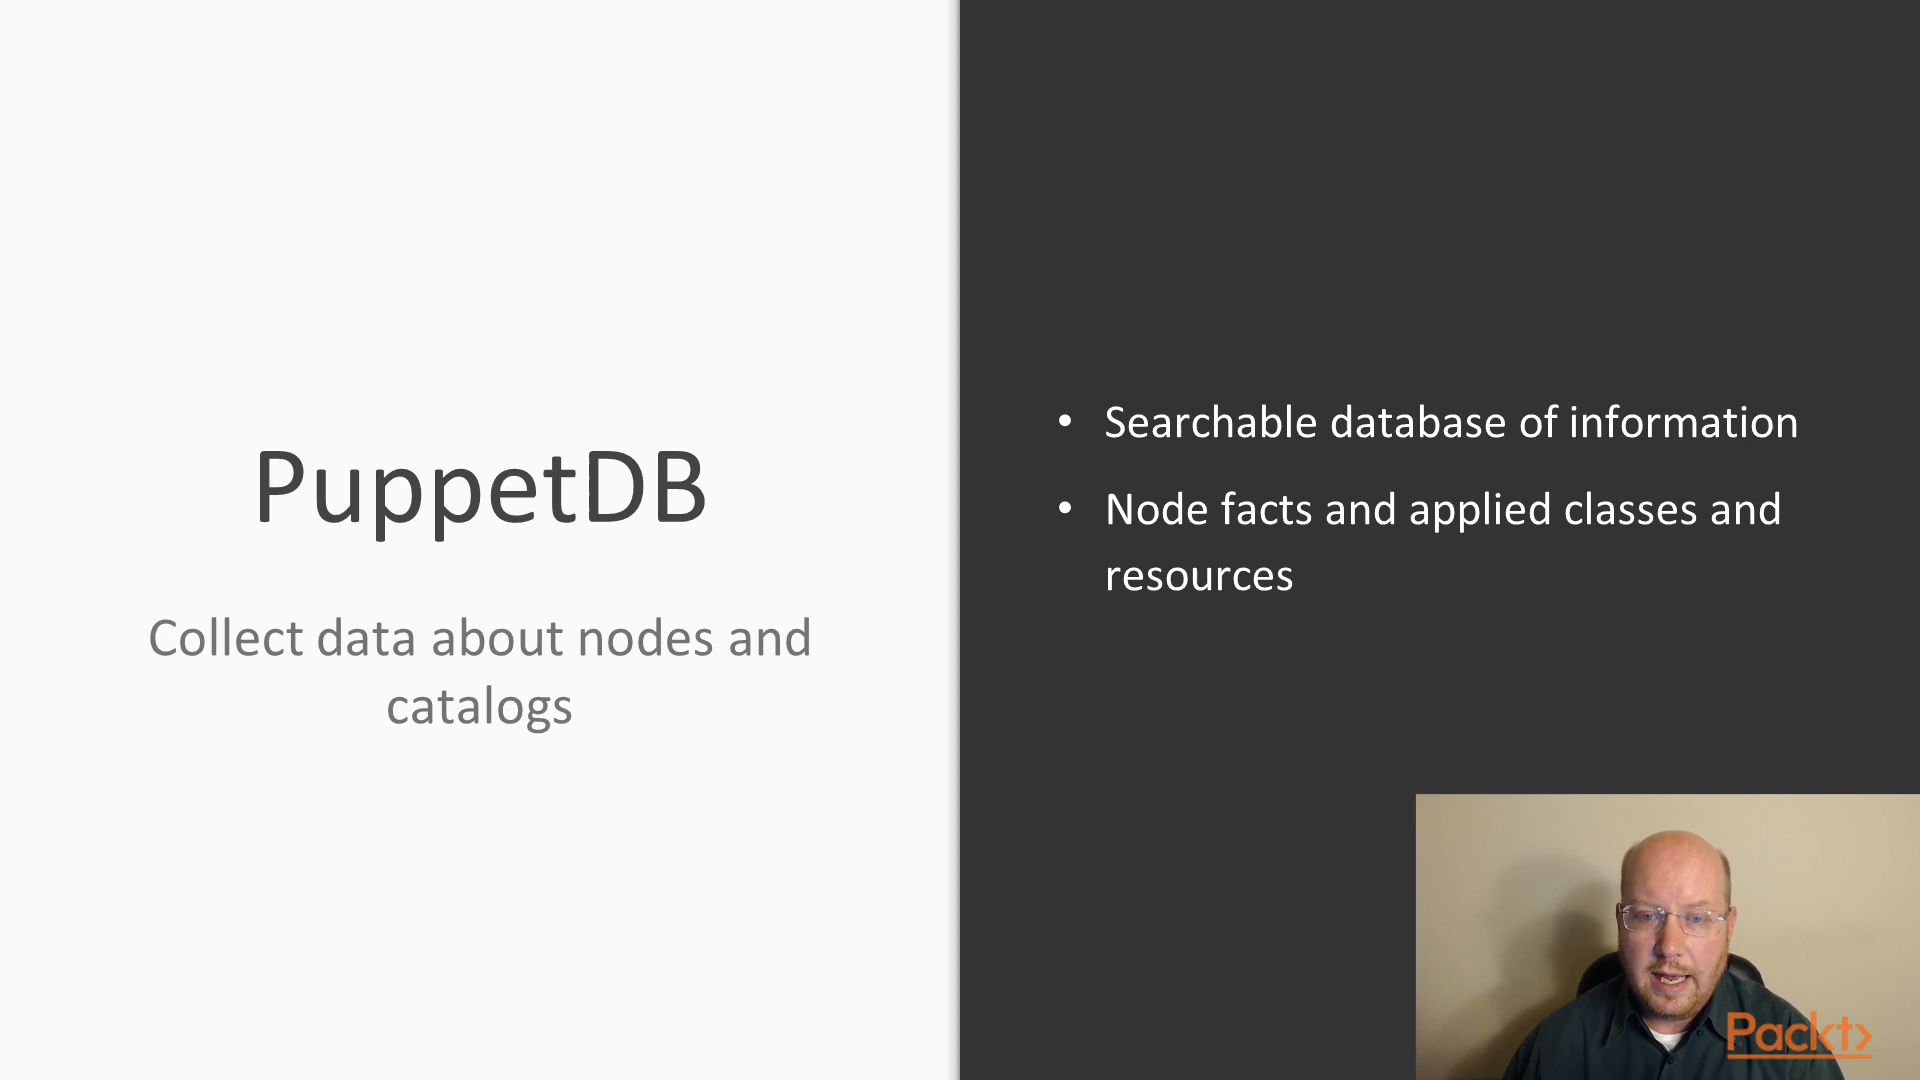 PuppetDB
Collect data about nodes and
catalogs
• Searchable database of information
• Node facts and applied classes and
resources
Packt>